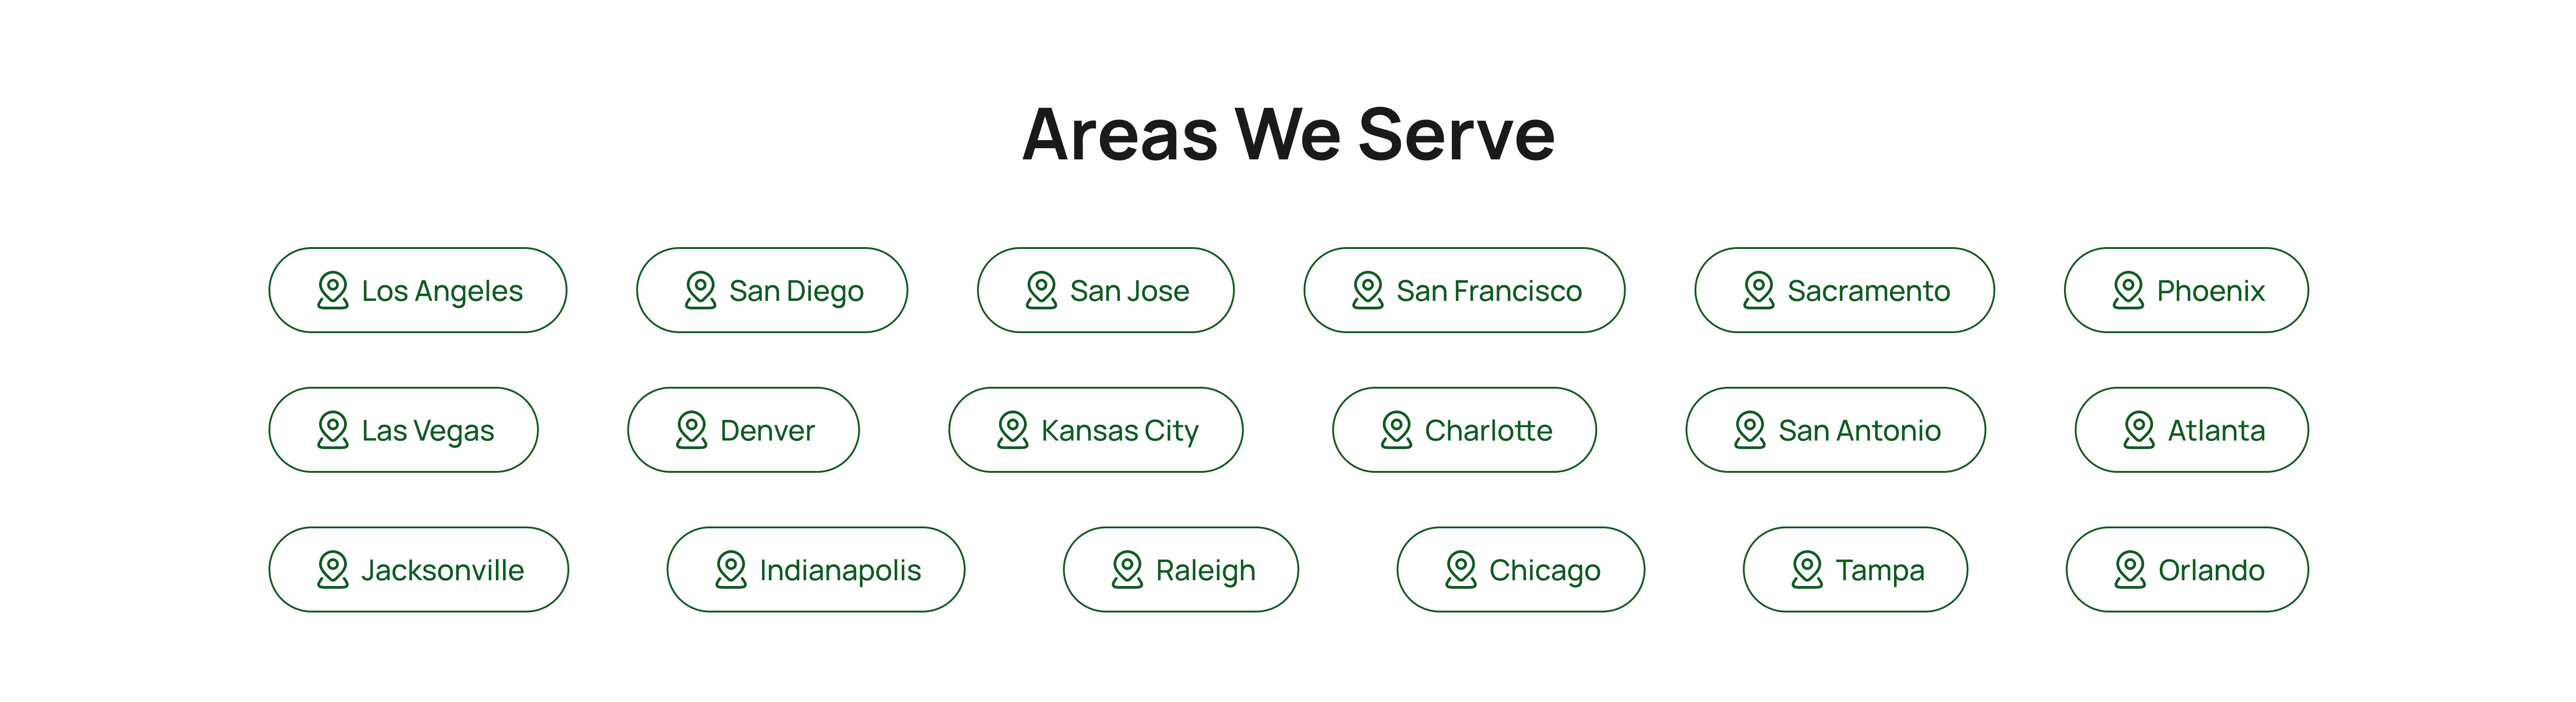 Areas We Serve
Los Angeles
San Diego
San Jose
San Francisco
Sacramento
Phoenix
Las Vegas
Denver
Kansas City
Charlotte
San Antonio
Atlanta
Jacksonville
Indianapolis
Raleigh
Chicago
Tampa
Orlando